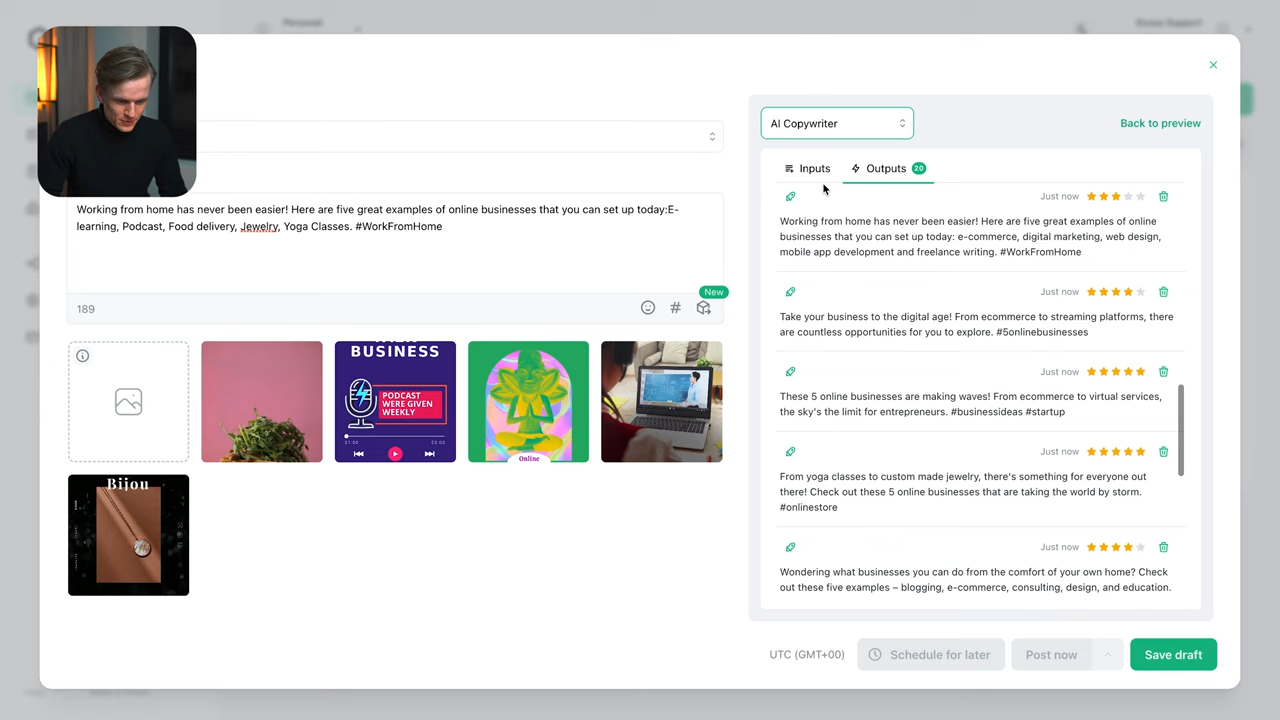 Personal
AI Copywriter
Back to preview
Inputs
Outputs 20
Just now
Working from home has never been easier! Here are five great examples of online
businesses that you can set up today: e-commerce, digital marketing, web design,
mobile app development and freelance writing. #WorkFromHome
Just now
Take your business to the digital age! From ecommerce to streaming platforms, there
are countless opportunities for you to explore. #5onlinebusinesses
Just now
These 5 online businesses are making waves! From ecommerce to virtual services,
the sky's the limit for entrepreneurs. #businessideas #startup
Just now
From yoga classes to custom made jewelry, there's something for everyone out
there! Check out these 5 online businesses that are taking the world by storm.
#onlinestore
Just now
Wondering what businesses you can do from the comfort of your own home? Check
out these five examples – blogging, e-commerce, consulting, design, and education.
Working from home has never been easier! Here are five great examples of online businesses that you can set up today:E-
learning, Podcast, Food delivery, Jewelry, Yoga Classes. #WorkFromHome
New
189
BUSINESS
PODCAST
WERE GIVEN
WEEKLY
Online
Bijou
UTC (GMT+00)
Schedule for later
Post now
Save draft